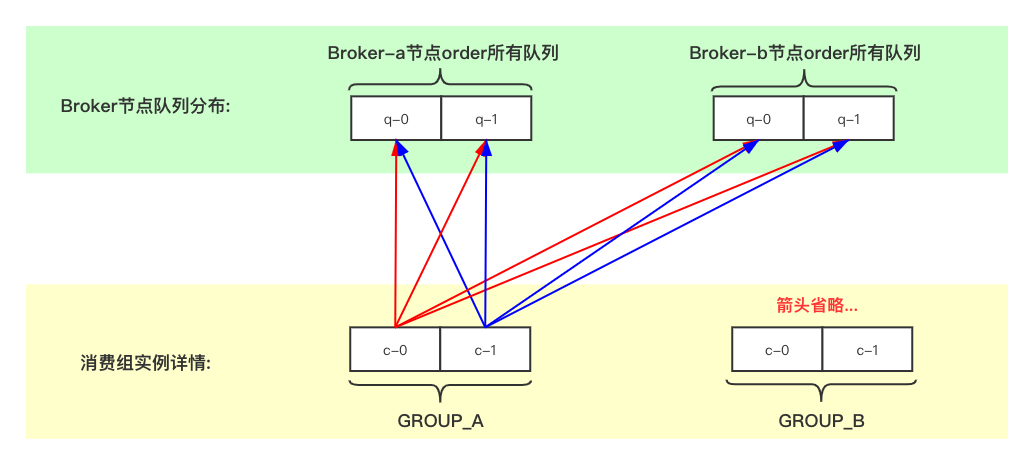 Broker-a节点order所有队列
Broker-b节点order所有队列
Broker节点队列分布:
q-0
q-1
q-0
q-1
箭头省略...
消费组实例详情:
c-0
c-1
c-0
c-1
GROUP_A
GROUP_B